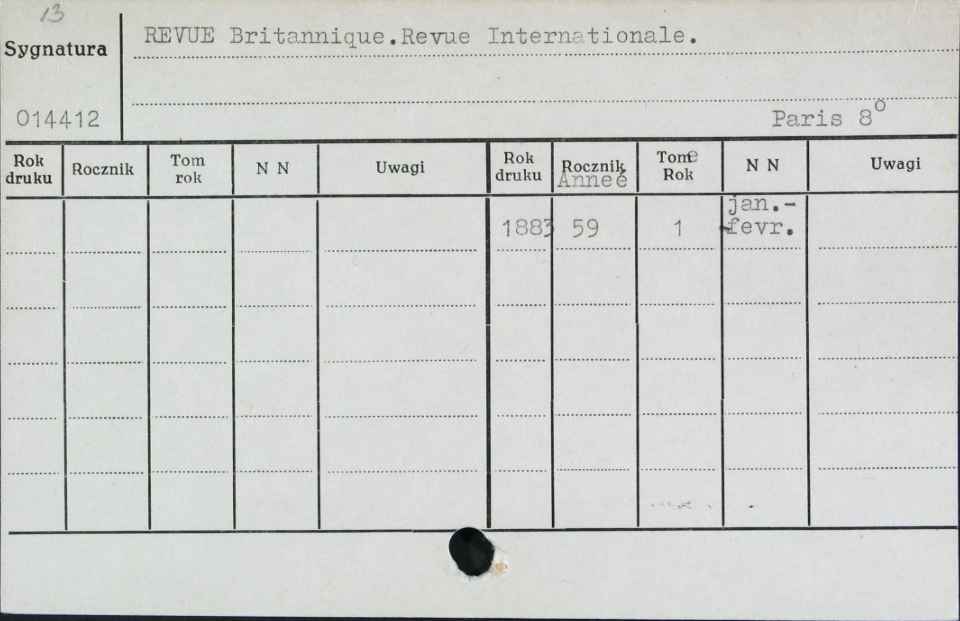 13
Sygnatura
REVUE Britannique.Revue Internationale.
014412
Paris 8°
Rok druku Rocznik Tom rok N N Uwagi Rok druku Rocznik Anneé Tome Rok N N Uwagi
jan.-
1883 59 1 fevr.